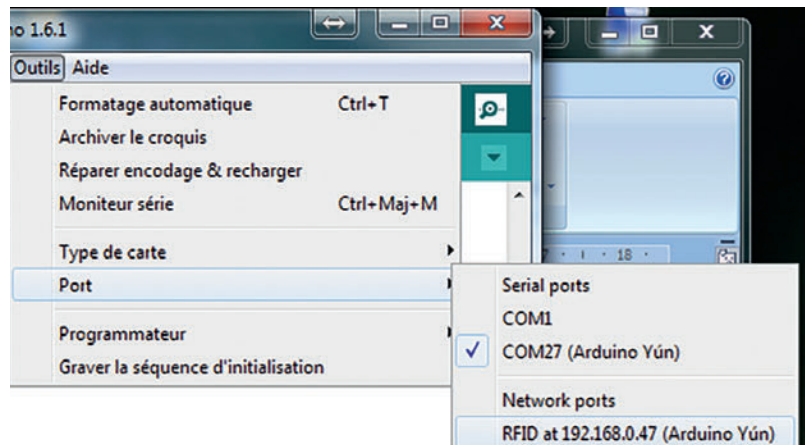 o 1.6.1
Outils Aide
Formatage automatique Ctrl+T
Archiver le croquis
Réparer encodage & recharger
Moniteur série Ctrl+Maj+M
Type de carte
Port
Programmateur
Graver la séquence d'initialisation
18
Serial ports
COM1
COM27 (Arduino Yún)
Network ports
RFID at 192.168.0.47 (Arduino Yún)